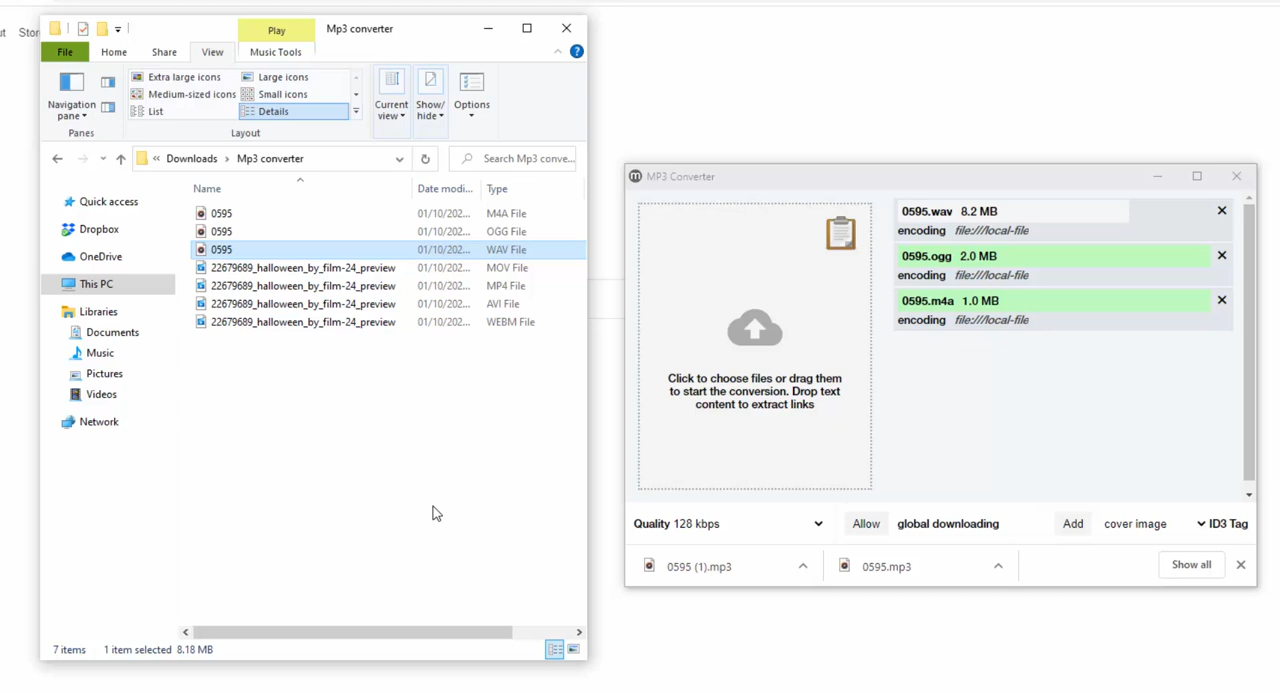 ut Stor
Play Mp3 converter
File Home Share View Music Tools
Extra large icons Large icons
Medium-sized icons Small icons
List Details
Navigation pane
Current view
Show/ hide
Options
Panes Layout
Downloads Mp3 converter Search Mp3 conve...
Name Date modi... Type
0595 01/10/202... M4A File
0595 01/10/202... OGG File
0595 01/10/202... WAV File
22679689_halloween_by_film-24_preview 01/10/202... MOV File
22679689_halloween_by_film-24_preview 01/10/202... MP4 File
22679689_halloween_by_film-24_preview 01/10/202... AVI File
22679689_halloween_by_film-24_preview 01/10/202... WEBM File
Quick access
Dropbox
OneDrive
This PC
Libraries
Documents
Music
Pictures
Videos
Network
7 items 1 item selected 8.18 MB
MP3 Converter
Click to choose files or drag them
to start the conversion. Drop text
content to extract links
0595.wav 8.2 MB
encoding file:///local-file
0595.ogg 2.0 MB
encoding file:///local-file
0595.m4a 1.0 MB
encoding file:///local-file
Quality 128 kbps Allow global downloading Add cover image ID3 Tag
0595 (1).mp3 0595.mp3 Show all